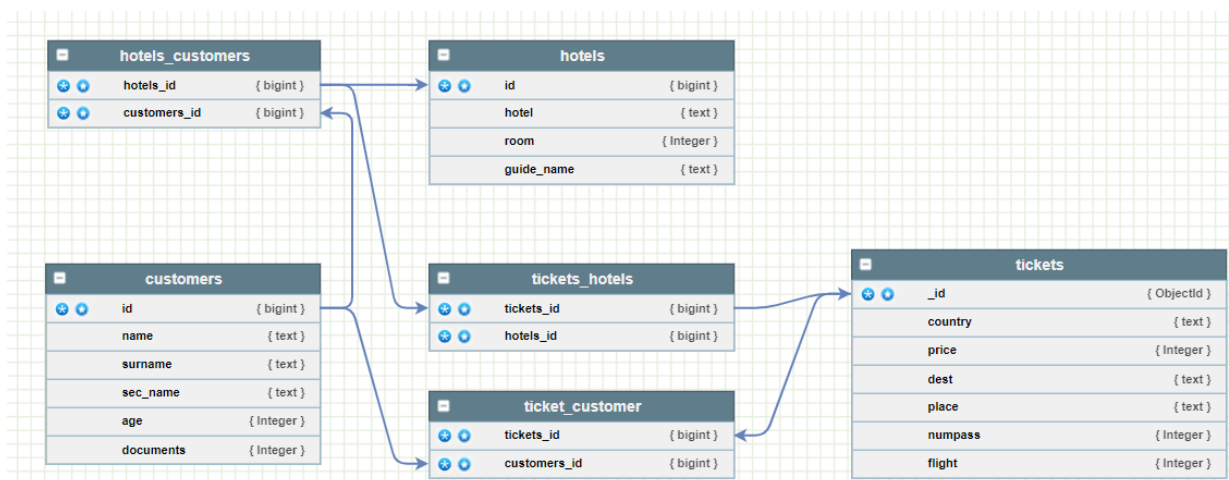 hotels_customers
hotels_id { bigint }
customers_id { bigint }
hotels
id { bigint }
hotel { text }
room { Integer }
guide_name { text }
customers
id { bigint }
name { text }
surname { text }
sec_name { text }
age { Integer }
documents { Integer }
tickets_hotels
tickets_id { bigint }
hotels_id { bigint }
ticket_customer
tickets_id { bigint }
customers_id { bigint }
tickets
_id { ObjectId }
country { text }
price { Integer }
dest { text }
place { text }
numpass { Integer }
flight { Integer }